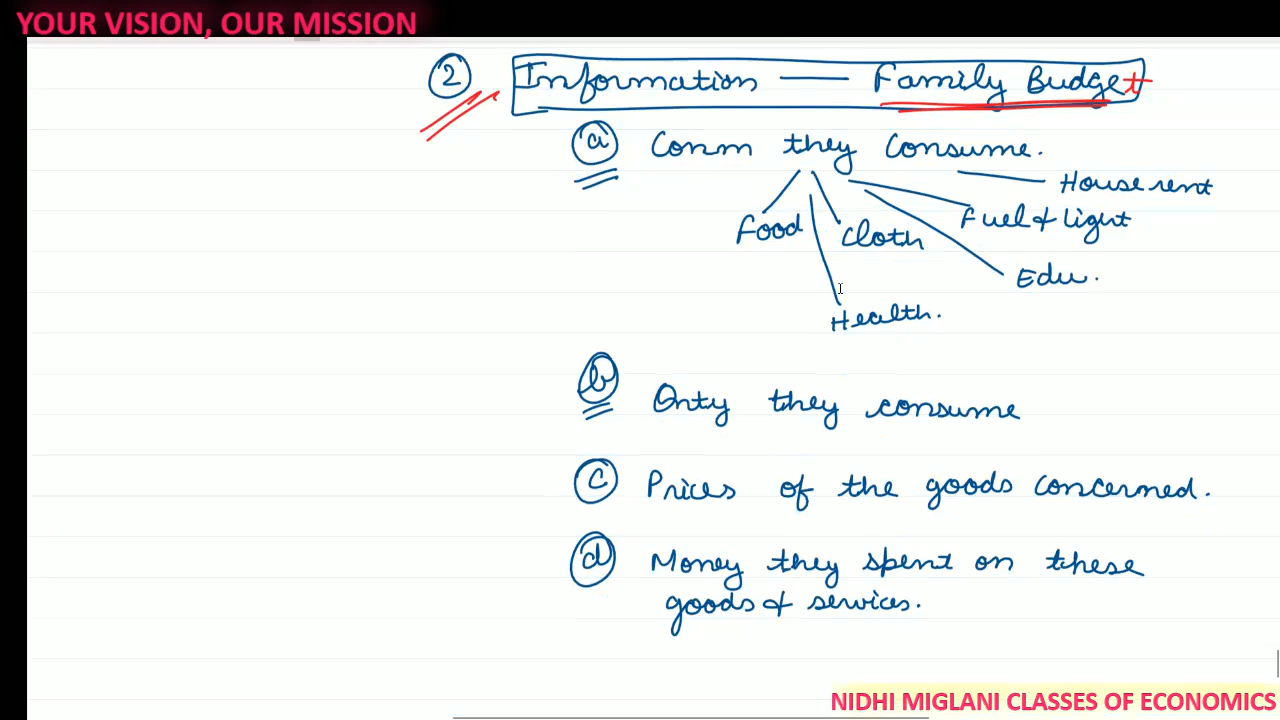 YOUR VISION, OUR MISSION
2 Information — Family Budget
a Comm they Consume.
House rent
Fuel & light
Food
Cloth
Edu.
Health.
b Qnty they consume
c Prices of the goods concerned.
d Money they spent on these
goods & services.
NIDHI MIGLANI CLASSES OF ECONOMICS